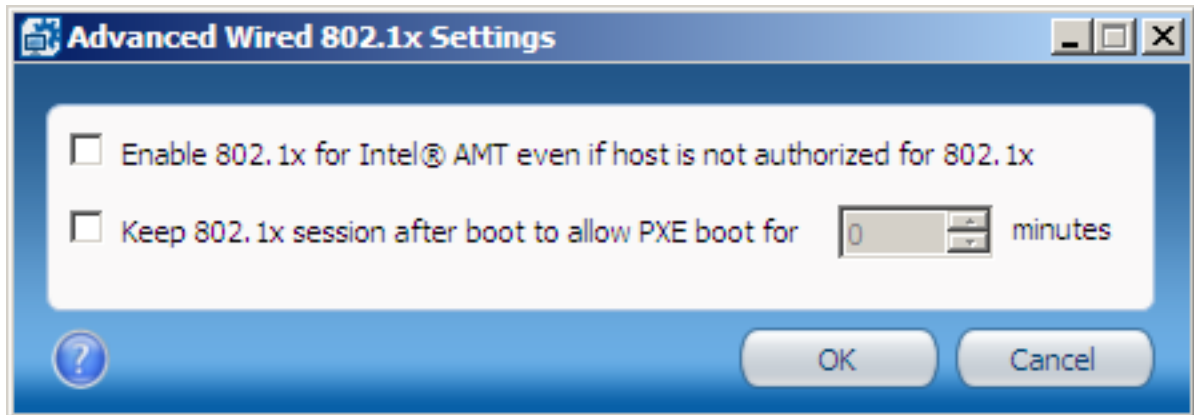 Advanced Wired 802.1x Settings
Enable 802.1x for Intel® AMT even if host is not authorized for 802.1x
Keep 802.1x session after boot to allow PXE boot for 0 minutes
?
OK Cancel